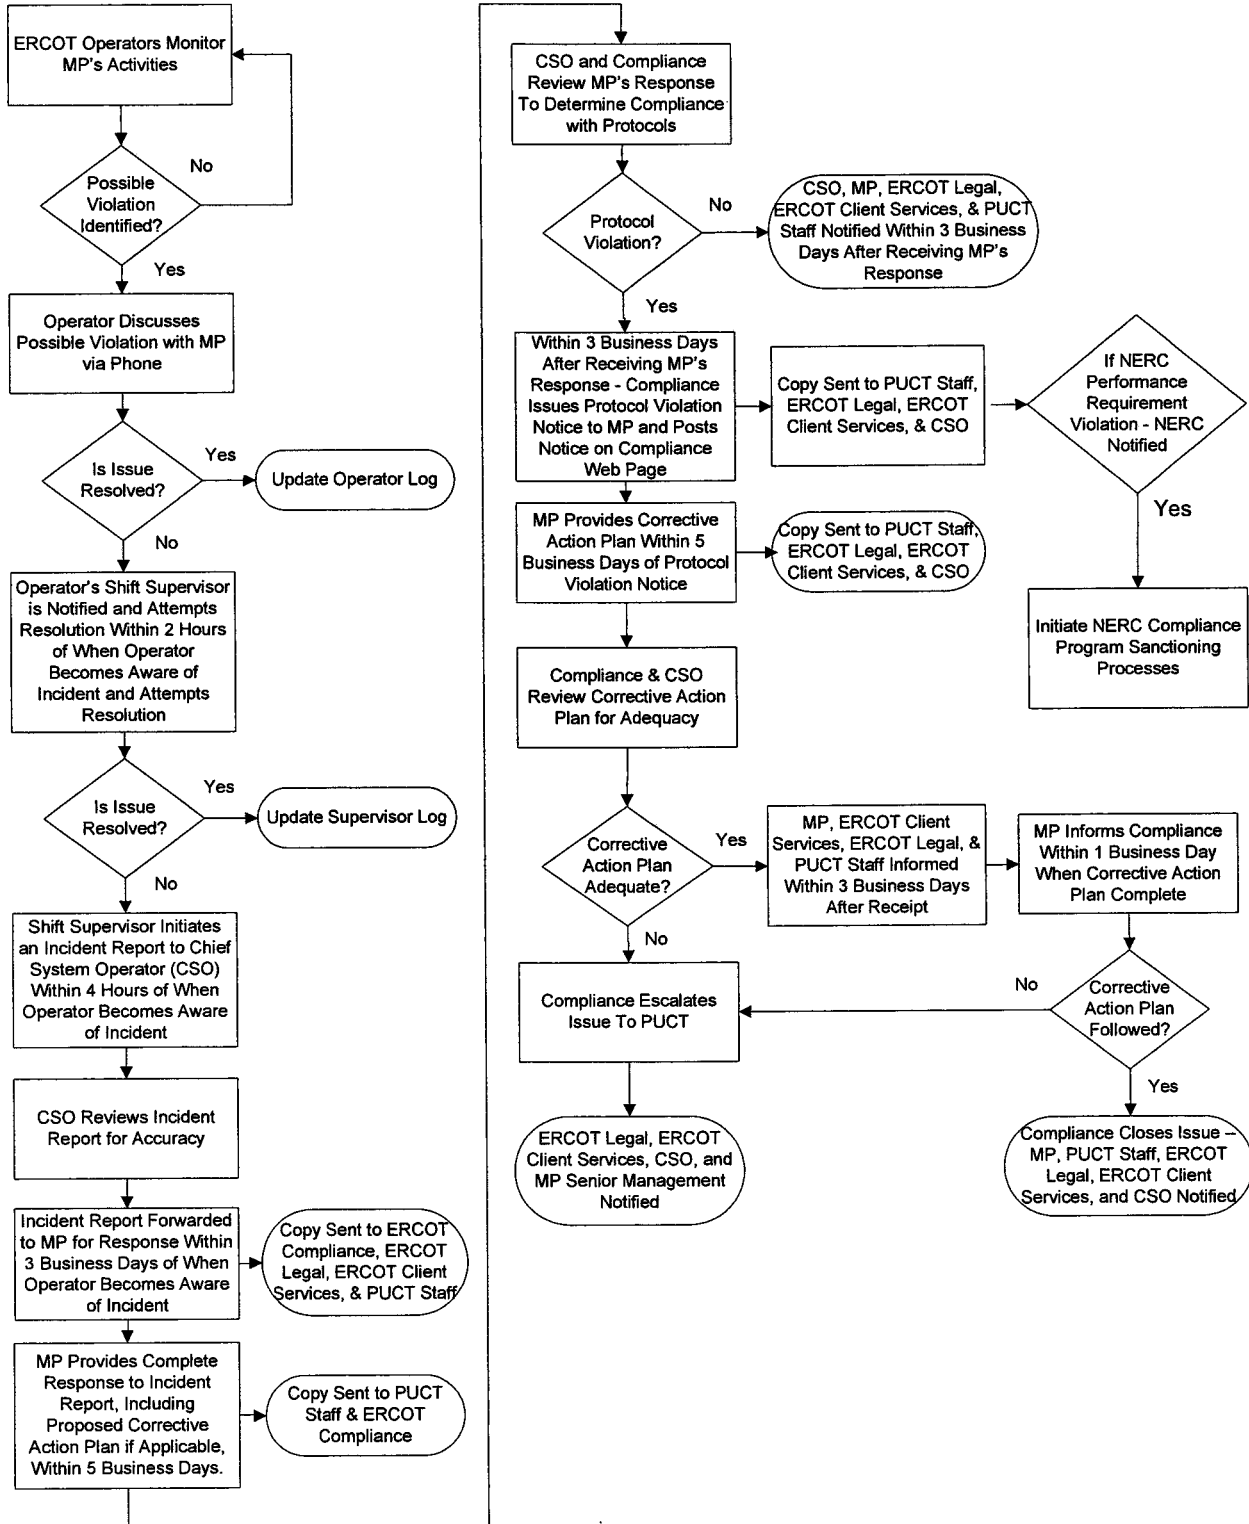 ERCOT Operators Monitor
MP's Activities
No
Possible
Violation
Identified?
Yes
Operator Discusses
Possible Violation with MP
via Phone
Is Issue
Resolved?
Yes
Update Operator Log
No
Operator's Shift Supervisor
is Notified and Attempts
Resolution Within 2 Hours
of When Operator
Becomes Aware of
Incident and Attempts
Resolution
Is Issue
Resolved?
Yes
Update Supervisor Log
No
Shift Supervisor Initiates
an Incident Report to Chief
System Operator (CSO)
Within 4 Hours of When
Operator Becomes Aware
of Incident
CSO Reviews Incident
Report for Accuracy
Incident Report Forwarded
to MP for Response Within
3 Business Days of When
Operator Becomes Aware
of Incident
Copy Sent to ERCOT
Compliance, ERCOT
Legal, ERCOT Client
Services, & PUCT Staff
MP Provides Complete
Response to Incident
Report, Including
Proposed Corrective
Action Plan if Applicable,
Within 5 Business Days.
Copy Sent to PUCT
Staff & ERCOT
Compliance
CSO and Compliance
Review MP's Response
To Determine Compliance
with Protocols
Protocol
Violation?
No
CSO, MP, ERCOT Legal,
ERCOT Client Services, & PUCT
Staff Notified Within 3 Business
Days After Receiving MP's
Response
Yes
Within 3 Business Days
After Receiving MP's
Response - Compliance
Issues Protocol Violation
Notice to MP and Posts
Notice on Compliance
Web Page
Copy Sent to PUCT Staff,
ERCOT Legal, ERCOT
Client Services, & CSO
If NERC
Performance
Requirement
Violation - NERC
Notified
Yes
Initiate NERC Compliance
Program Sanctioning
Processes
MP Provides Corrective
Action Plan Within 5
Business Days of Protocol
Violation Notice
Copy Sent to PUCT Staff,
ERCOT Legal, ERCOT
Client Services, & CSO
Compliance & CSO
Review Corrective Action
Plan for Adequacy
Corrective
Action Plan
Adequate?
Yes
MP, ERCOT Client
Services, ERCOT Legal, &
PUCT Staff Informed
Within 3 Business Days
After Receipt
MP Informs Compliance
Within 1 Business Day
When Corrective Action
Plan Complete
No
Compliance Escalates
Issue To PUCT
No
Corrective
Action Plan
Followed?
Yes
ERCOT Legal, ERCOT
Client Services, CSO, and
MP Senior Management
Notified
Compliance Closes Issue –
MP, PUCT Staff, ERCOT
Legal, ERCOT Client
Services, and CSO Notified